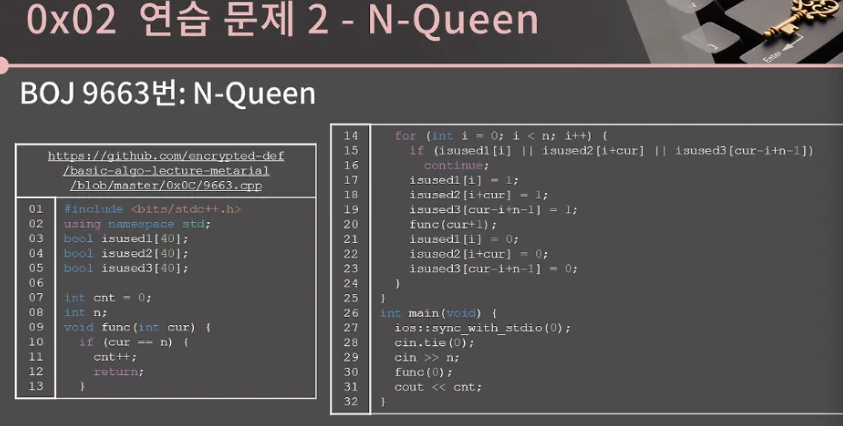 0x02 연습 문제 2 - N-Queen
BOJ 9663번: N-Queen
https://github.com/encrypted-def
/basic-algo-lecture-metarial
/blob/master/0x0C/9663.cpp
01 #include <bits/stdc++.h>
02 using namespace std;
03 bool isused1[40];
04 bool isused2[40];
05 bool isused3[40];
06
07 int cnt = 0;
08 int n;
09 void func(int cur) {
10 if (cur == n) {
11 cnt++;
12 return;
13 }
14 for (int i = 0; i < n; i++) {
15 if (isused1[i] || isused2[i+cur] || isused3[cur-i+n-1])
16 continue;
17 isused1[i] = 1;
18 isused2[i+cur] = 1;
19 isused3[cur-i+n-1] = 1;
20 func(cur+1);
21 isused1[i] = 0;
22 isused2[i+cur] = 0;
23 isused3[cur-i+n-1] = 0;
24 }
25 }
26 int main(void) {
27 ios::sync_with_stdio(0);
28 cin.tie(0);
29 cin >> n;
30 func(0);
31 cout << cnt;
32 }
Enter